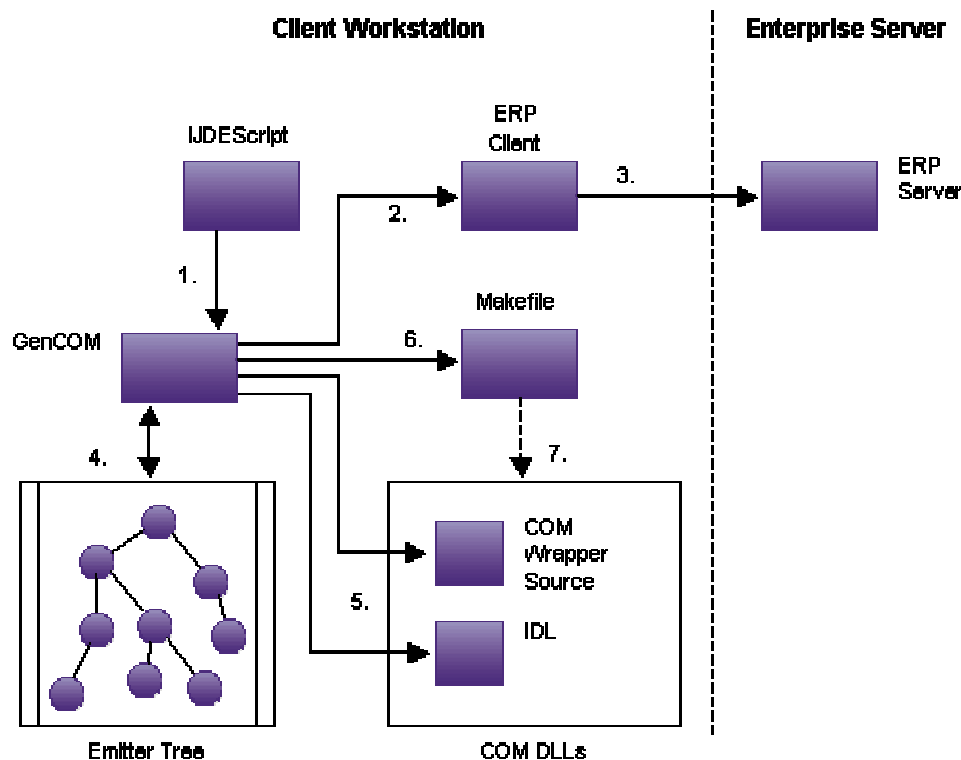 Client Workstation
Enterprise Server
IJDEScript
ERP
Client
ERP
Server
1.
2.
3.
GenCOM
Makefile
6.
4.
7.
COM
Wrapper
Source
5.
IDL
Emitter Tree
COM DLLs